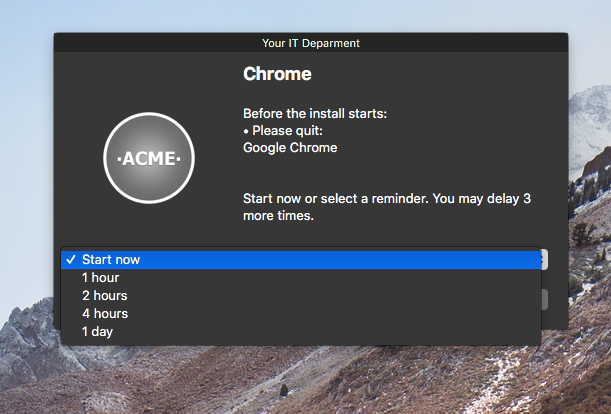 Your IT Deparment
Chrome
Before the install starts:
• Please quit:
Google Chrome
·ACME·
Start now or select a reminder. You may delay 3
more times.
✓ Start now
1 hour
2 hours
4 hours
1 day